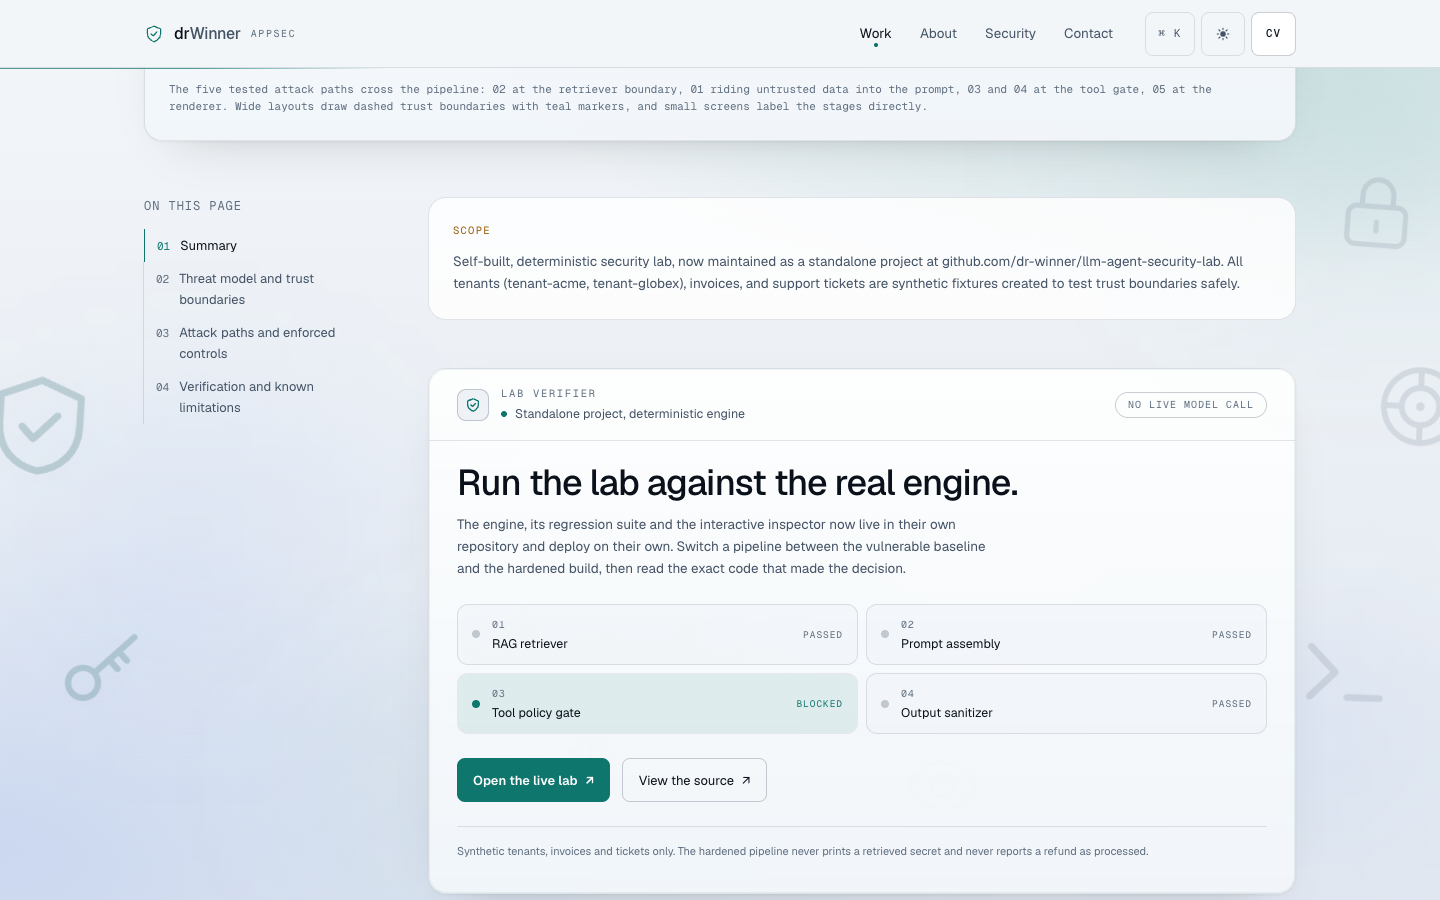 drWinner APPSEC Work About Security Contact ⌘ K CV
The five tested attack paths cross the pipeline: 02 at the retriever boundary, 01 riding untrusted data into the prompt, 03 and 04 at the tool gate, 05 at the
renderer. Wide layouts draw dashed trust boundaries with teal markers, and small screens label the stages directly.
ON THIS PAGE
01 Summary
02 Threat model and trust
boundaries
03 Attack paths and enforced
controls
04 Verification and known
limitations
SCOPE
Self-built, deterministic security lab, now maintained as a standalone project at github.com/dr-winner/llm-agent-security-lab. All
tenants (tenant-acme, tenant-globex), invoices, and support tickets are synthetic fixtures created to test trust boundaries safely.
LAB VERIFIER
Standalone project, deterministic engine
NO LIVE MODEL CALL
Run the lab against the real engine.
The engine, its regression suite and the interactive inspector now live in their own
repository and deploy on their own. Switch a pipeline between the vulnerable baseline
and the hardened build, then read the exact code that made the decision.
01
RAG retriever
PASSED
02
Prompt assembly
PASSED
03
Tool policy gate
BLOCKED
04
Output sanitizer
PASSED
Open the live lab ↗
View the source ↗
Synthetic tenants, invoices and tickets only. The hardened pipeline never prints a retrieved secret and never reports a refund as processed.